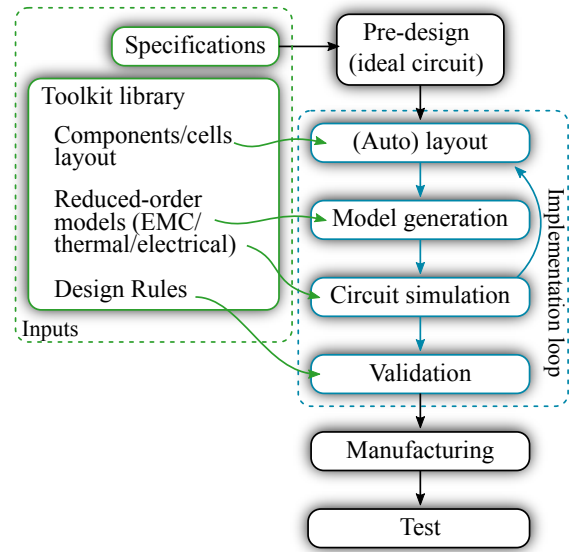 Specifications
Pre-design
(ideal circuit)
Toolkit library
Components/cells
layout
Reduced-order
models (EMC/
thermal/electrical)
Design Rules
Inputs
(Auto) layout
Model generation
Circuit simulation
Validation
Implementation
loop
Manufacturing
Test